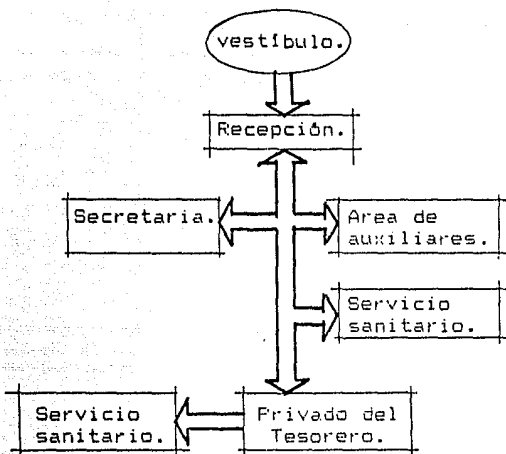 vestíbulo.
Recepción.
Secretaria.
Area de
auxiliares.
Servicio
sanitario.
Servicio
sanitario.
Privado del
Tesorero.